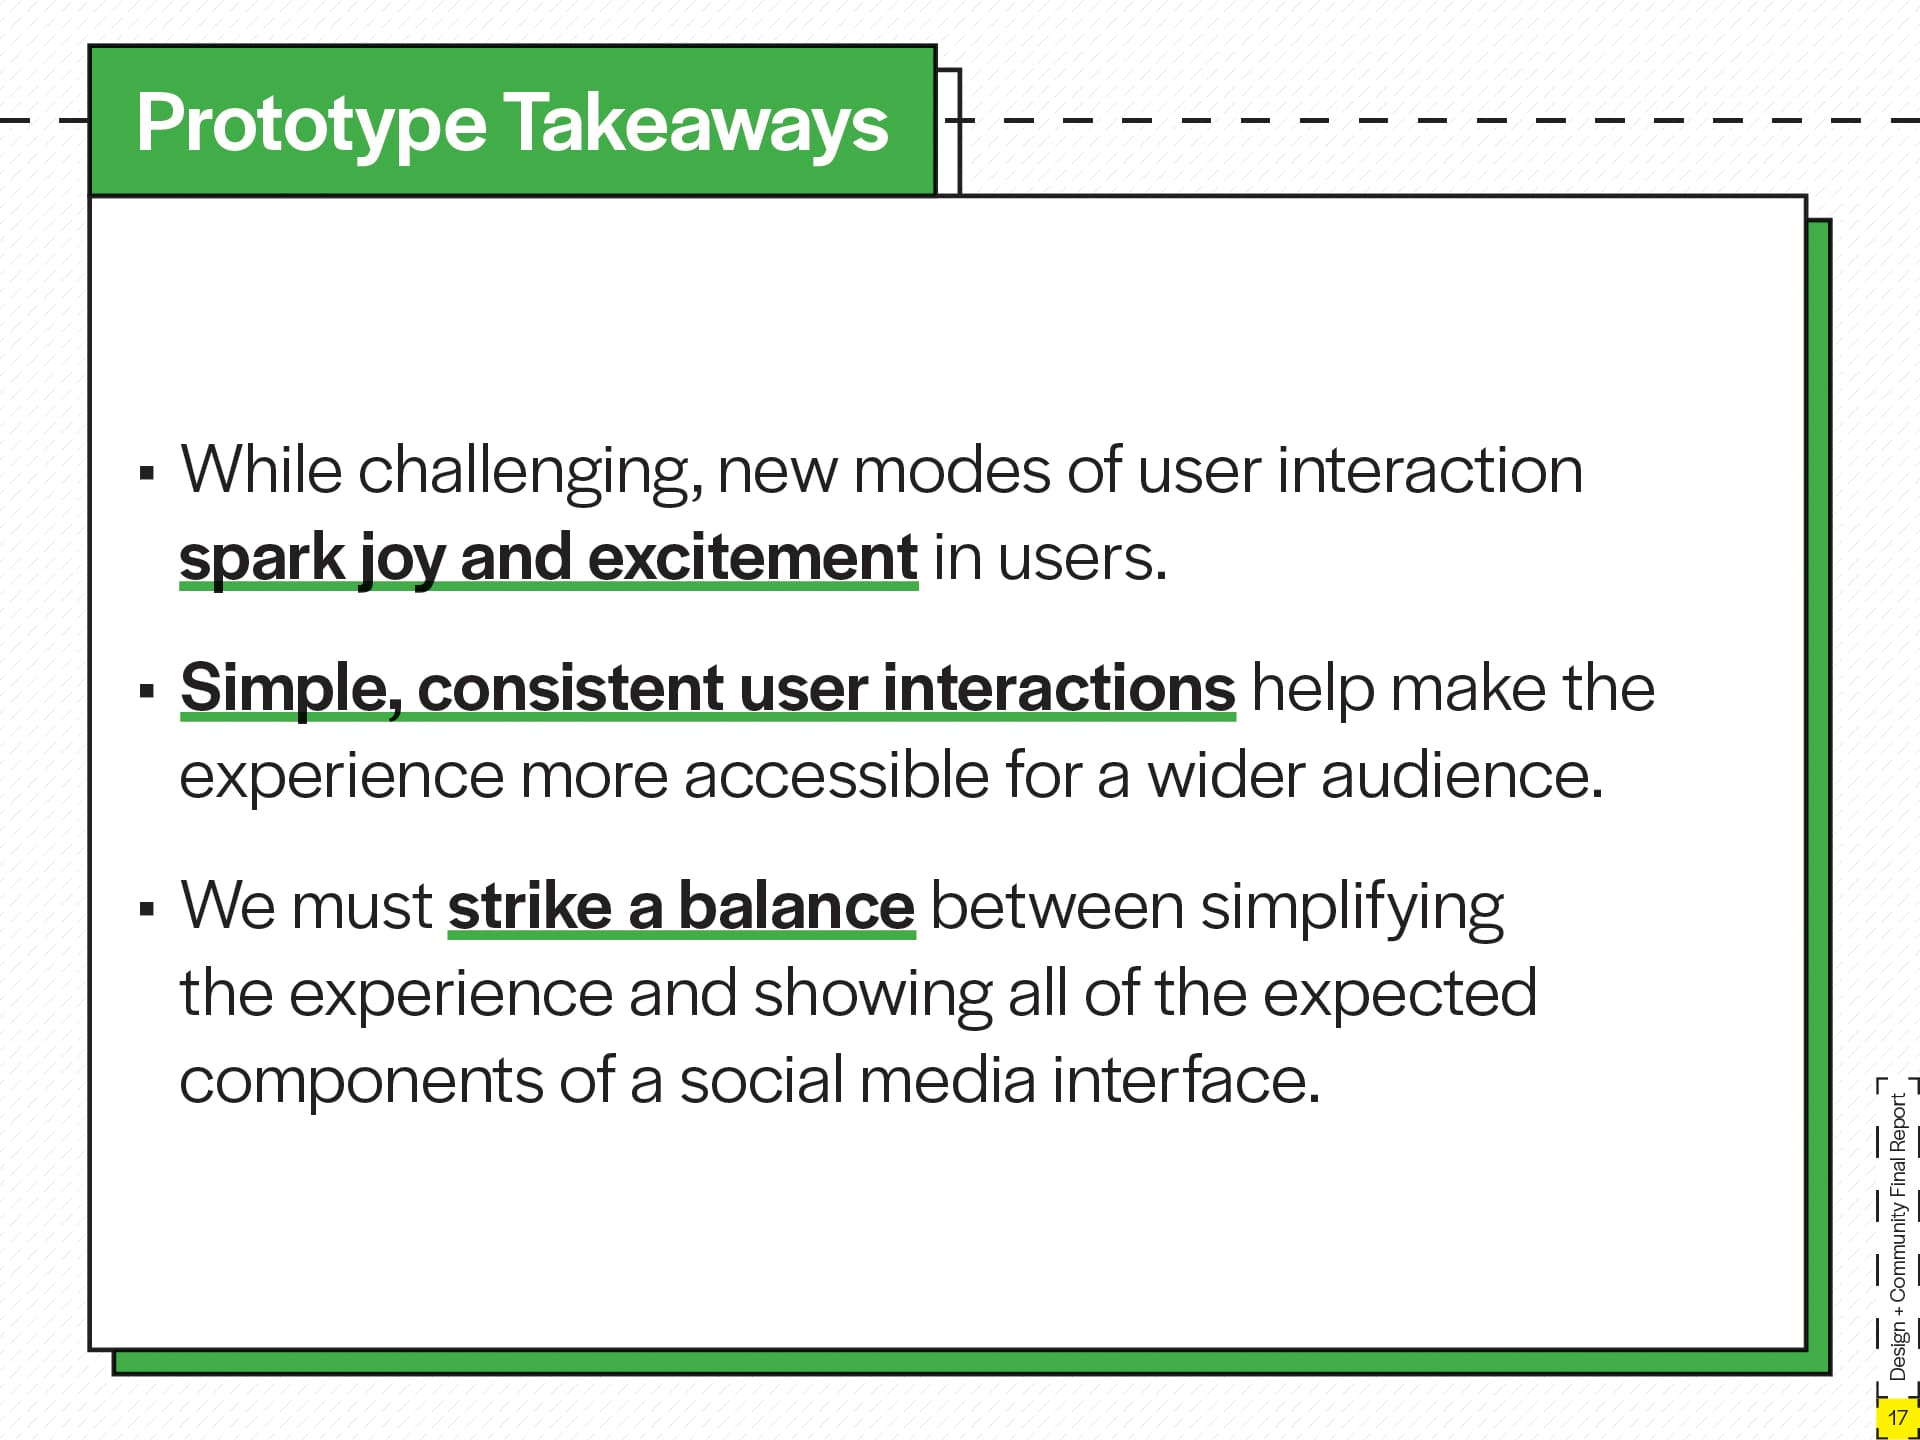 Prototype Takeaways
▪ While challenging, new modes of user interaction
spark joy and excitement in users.
▪ Simple, consistent user interactions help make the
experience more accessible for a wider audience.
▪ We must strike a balance between simplifying
the experience and showing all of the expected
components of a social media interface.
Design + Community Final Report
17